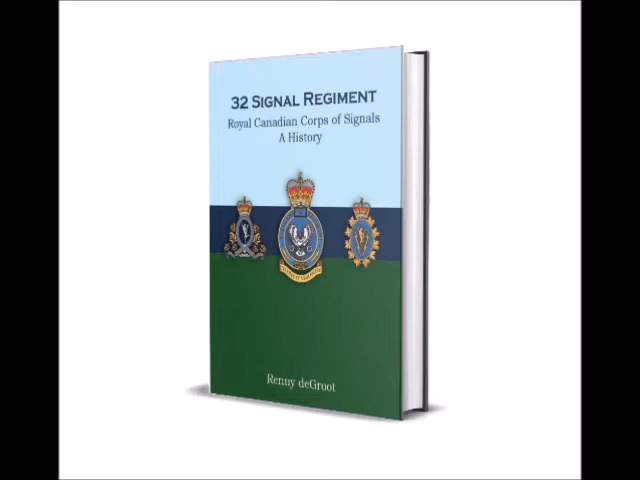 32 Signal Regiment
Royal Canadian Corps of Signals
A History
Renny deGroot